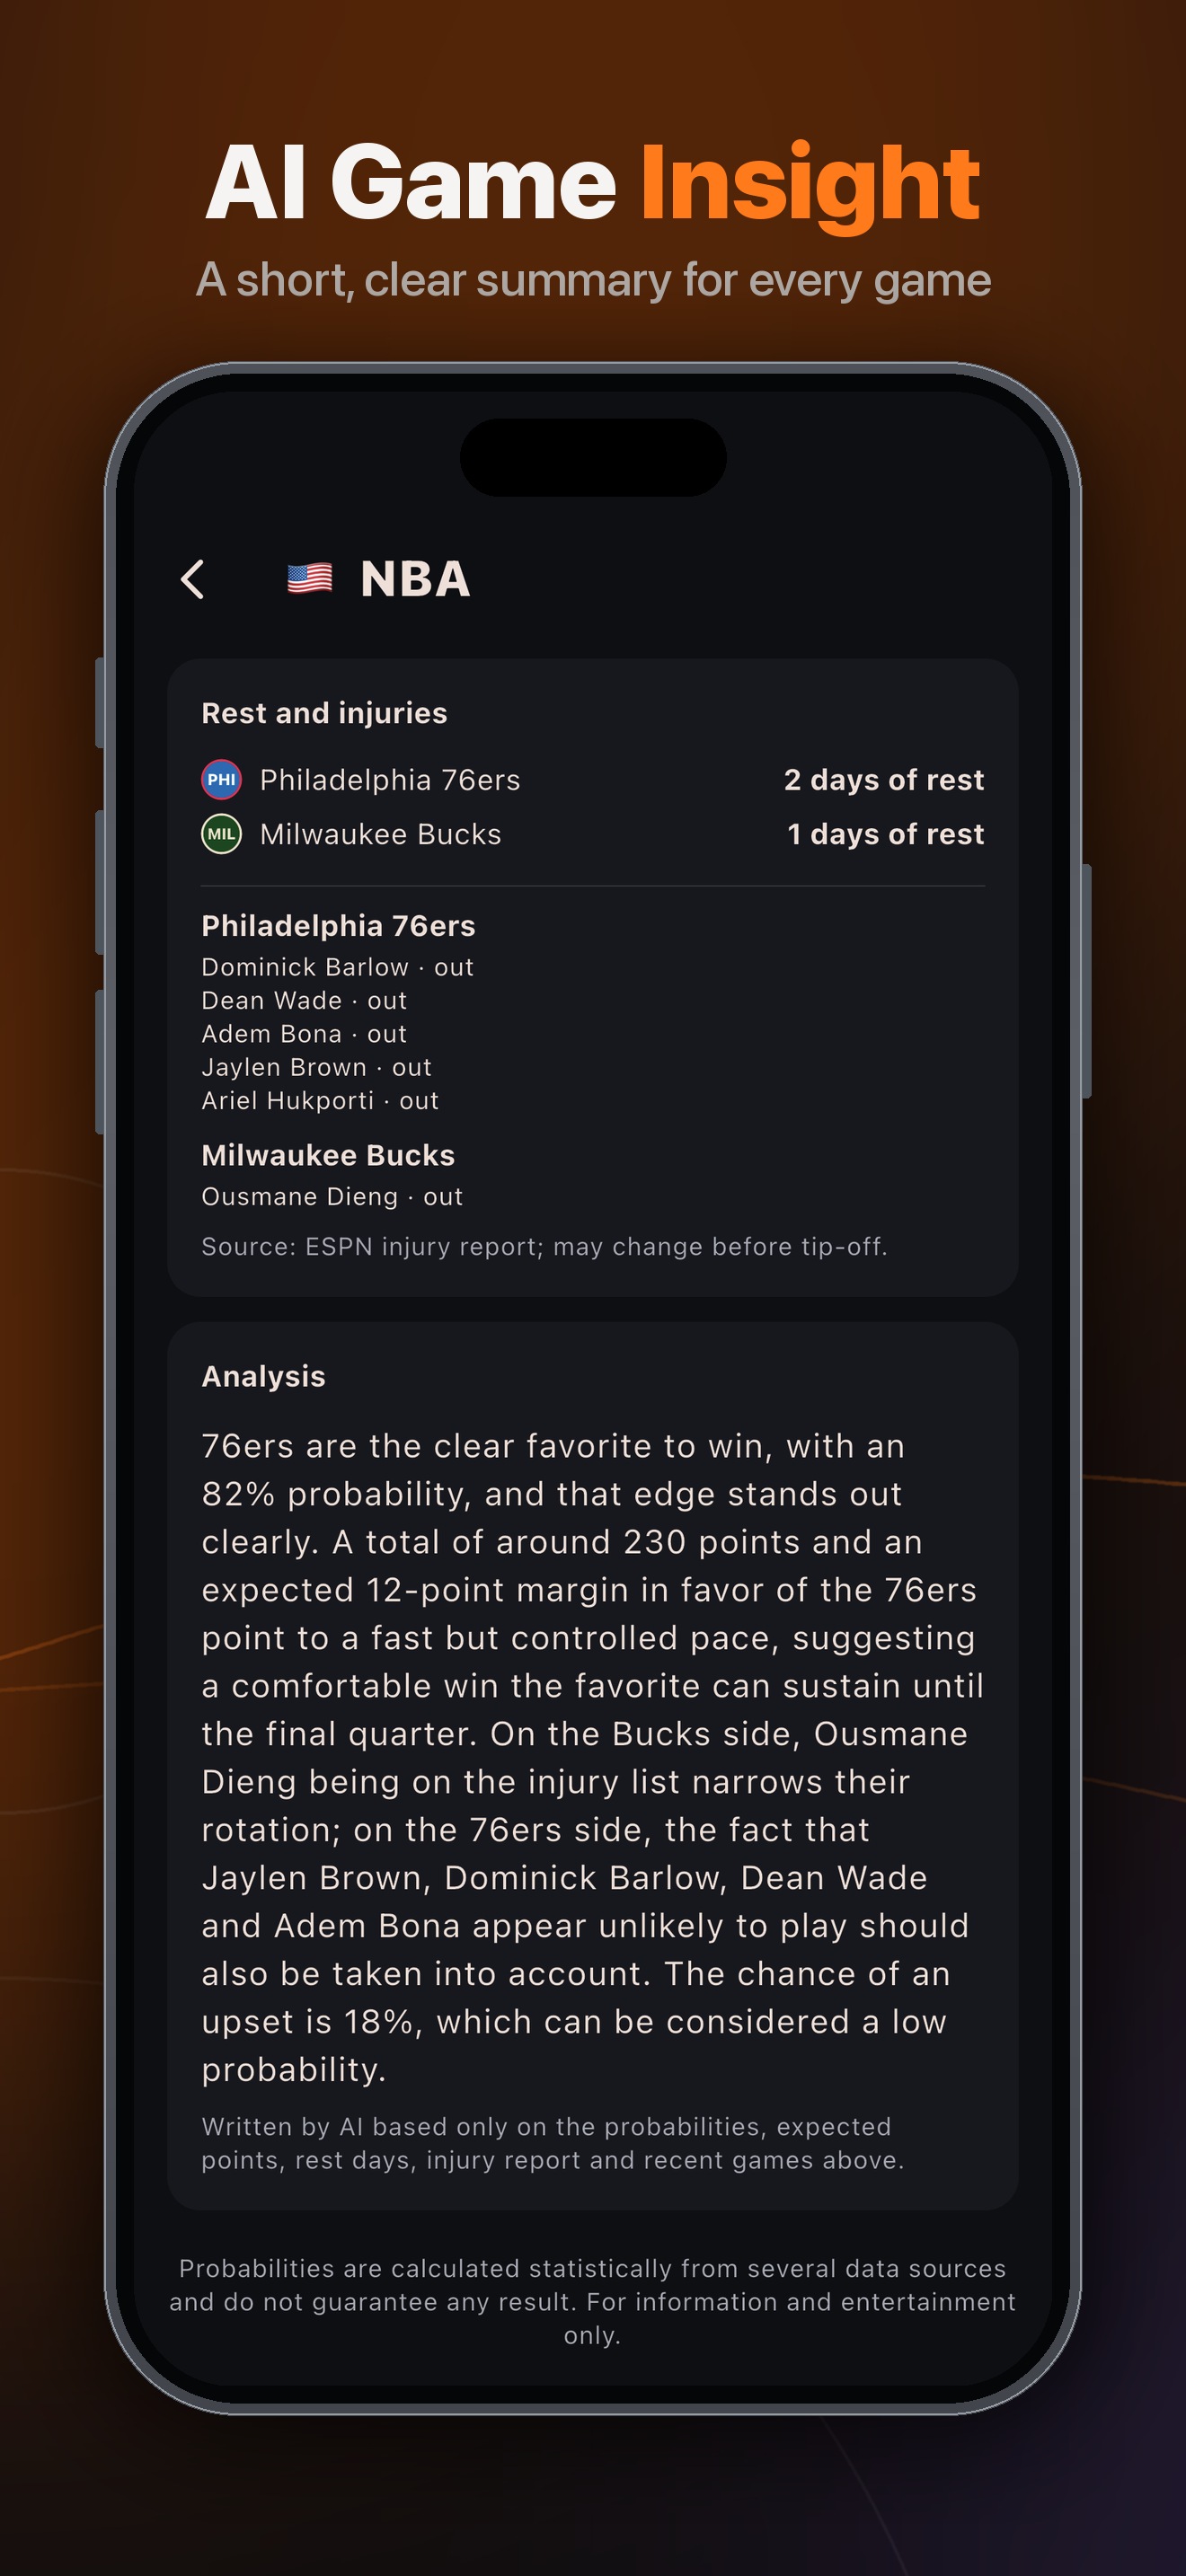 AI Game Insight
A short, clear summary for every game
NBA
Rest and injuries
PHI Philadelphia 76ers 2 days of rest
MIL Milwaukee Bucks 1 days of rest
Philadelphia 76ers
Dominick Barlow · out
Dean Wade · out
Adem Bona · out
Jaylen Brown · out
Ariel Hukporti · out
Milwaukee Bucks
Ousmane Dieng · out
Source: ESPN injury report; may change before tip-off.
Analysis
76ers are the clear favorite to win, with an
82% probability, and that edge stands out
clearly. A total of around 230 points and an
expected 12-point margin in favor of the 76ers
point to a fast but controlled pace, suggesting
a comfortable win the favorite can sustain until
the final quarter. On the Bucks side, Ousmane
Dieng being on the injury list narrows their
rotation; on the 76ers side, the fact that
Jaylen Brown, Dominick Barlow, Dean Wade
and Adem Bona appear unlikely to play should
also be taken into account. The chance of an
upset is 18%, which can be considered a low
probability.
Written by AI based only on the probabilities, expected
points, rest days, injury report and recent games above.
Probabilities are calculated statistically from several data sources
and do not guarantee any result. For information and entertainment
only.